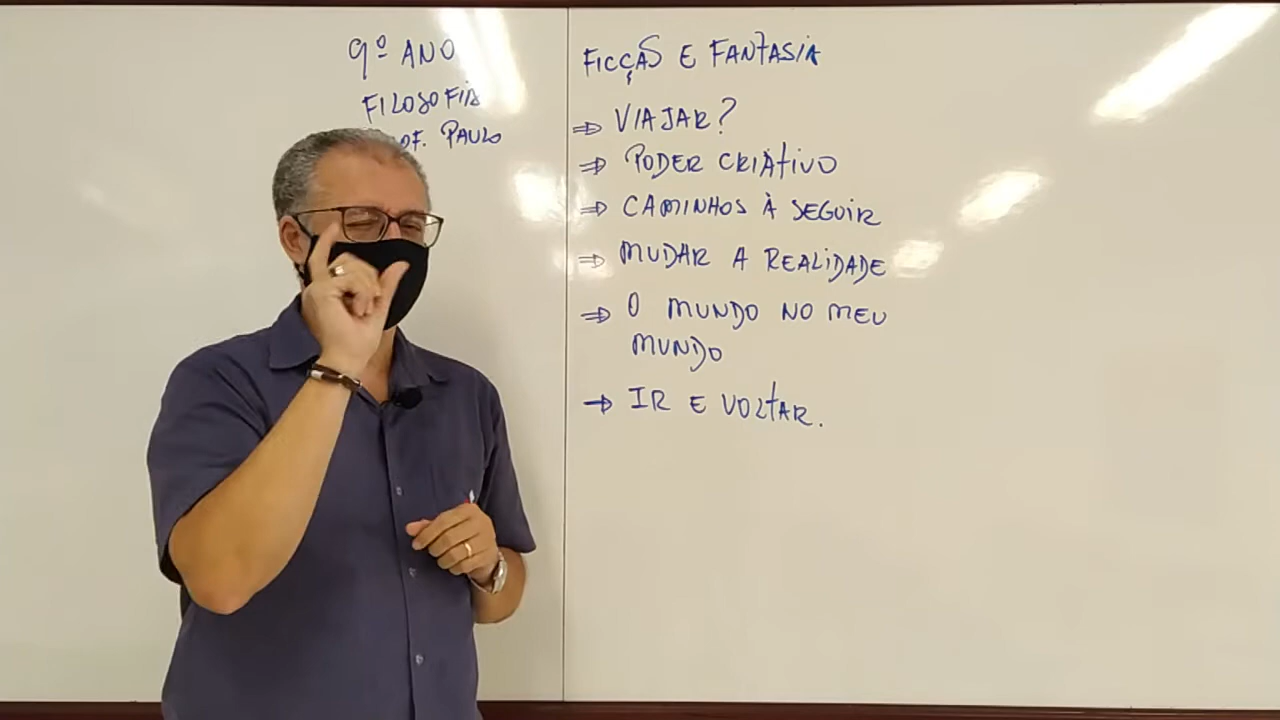 9º ANO
FILOSOFIA
PROF. PAULO
FICÇÃO E FANTASIA
⇒ VIAJAR?
⇒ PODER CRIATIVO
⇒ CAMINHOS À SEGUIR
⇒ MUDAR A REALIDADE
⇒ O MUNDO NO MEU
MUNDO
→ IR E VOLTAR.